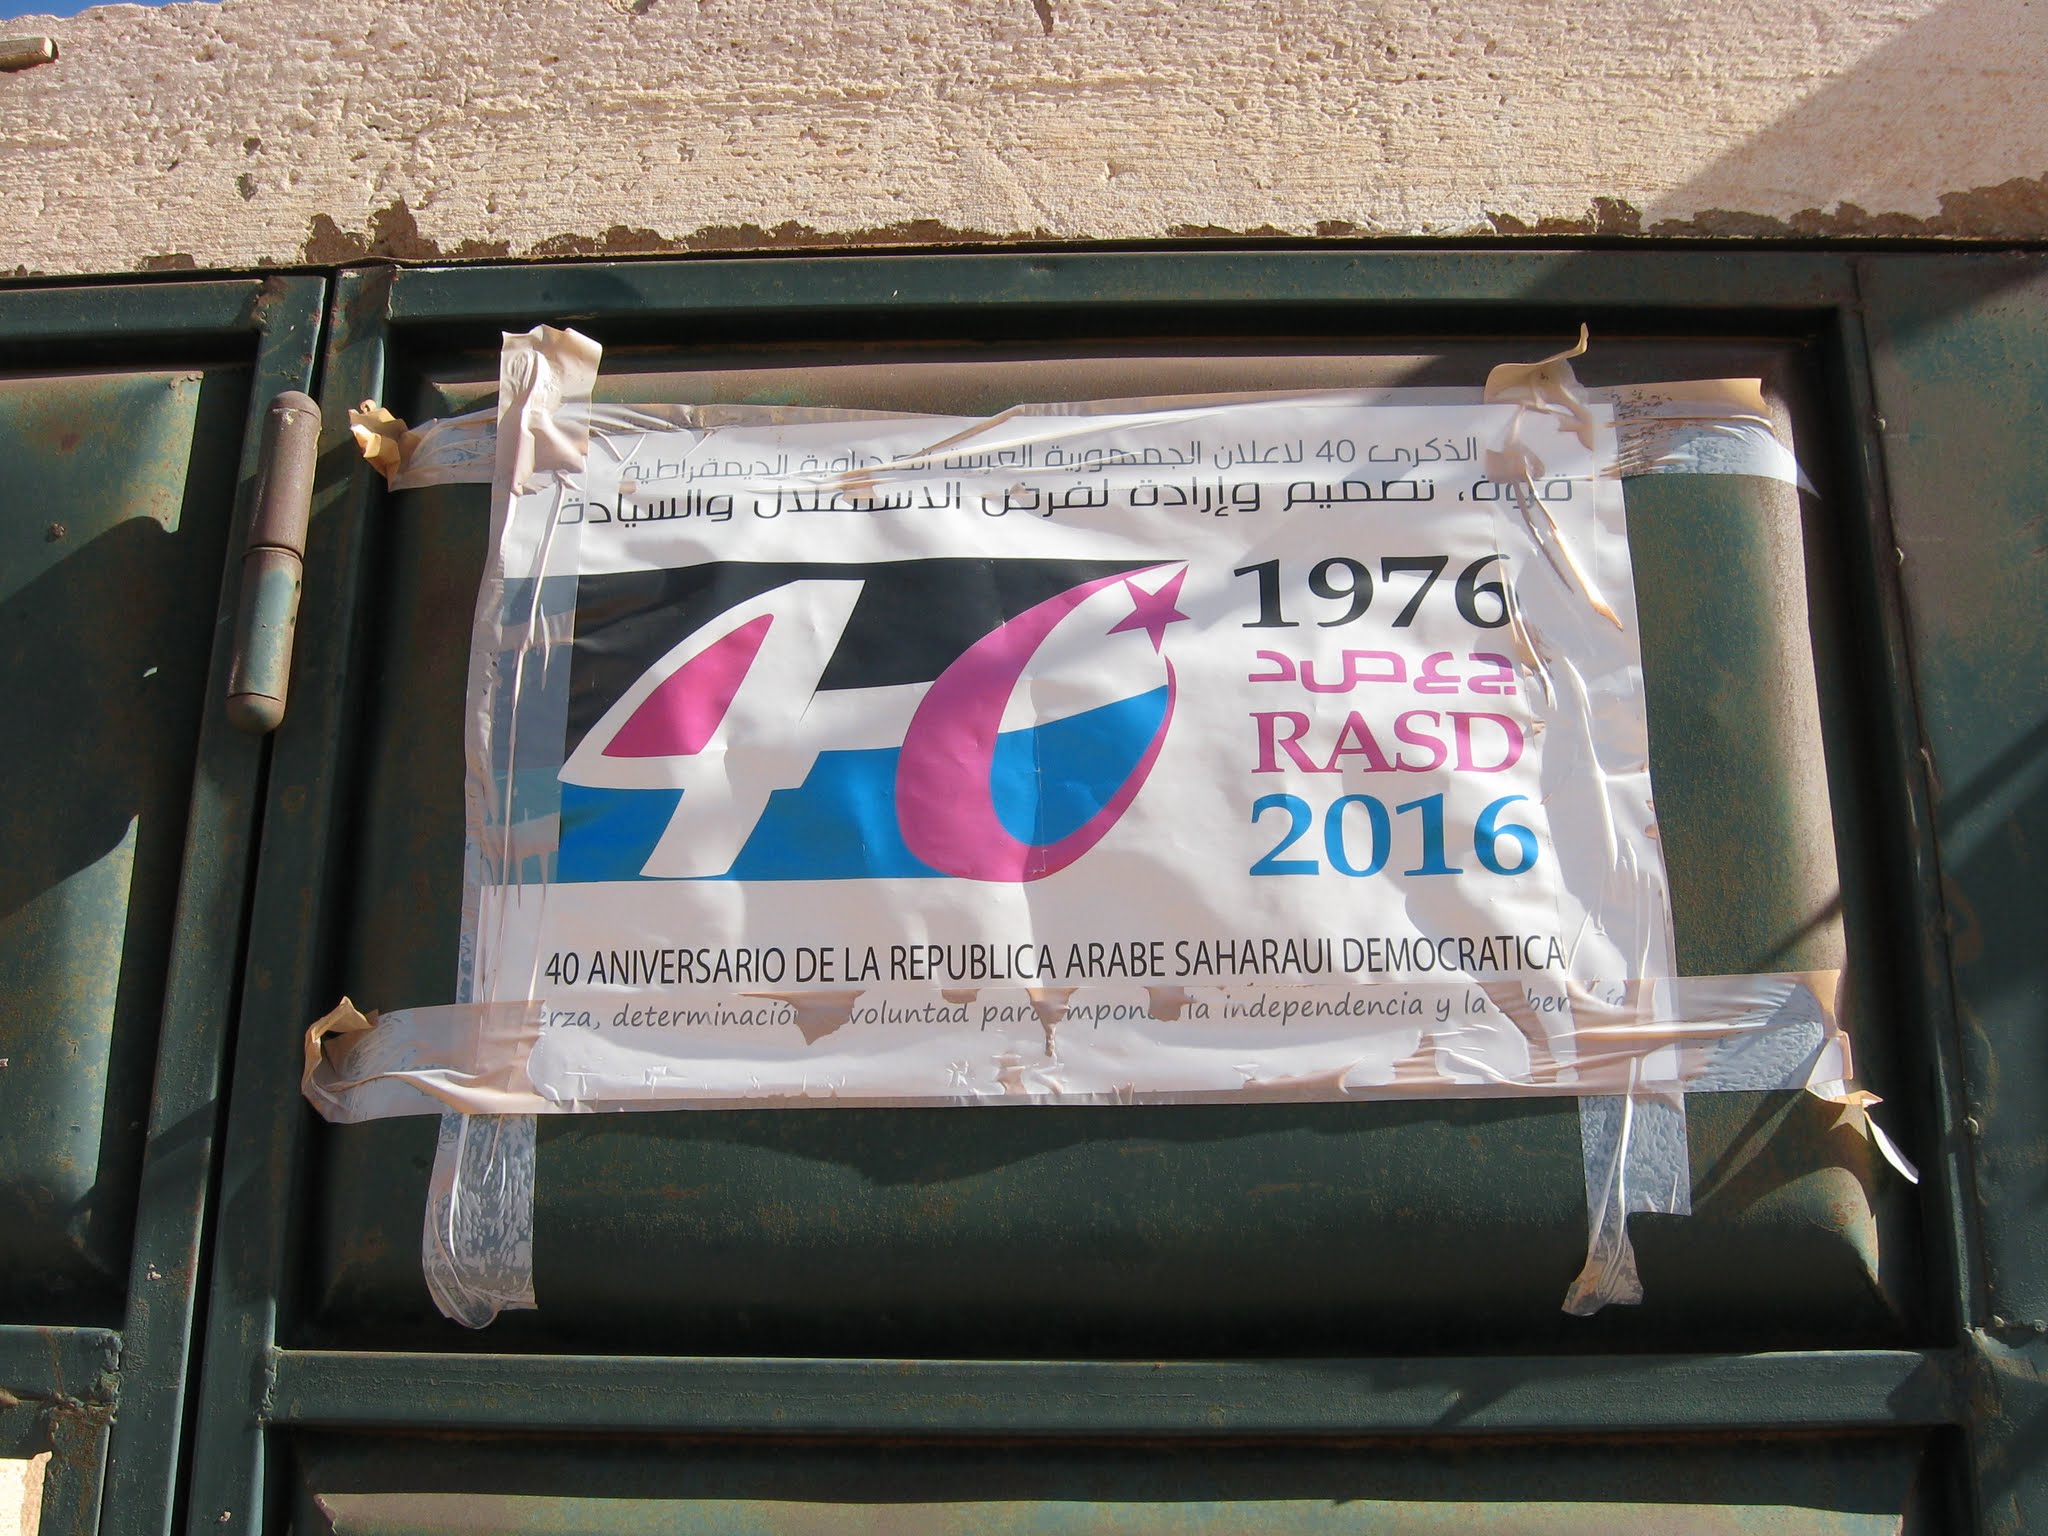 الذكرى 40 لاعلان الجمهورية العربية الصحراوية الديمقراطية
قوة، تصميم وإرادة لفرض الاستقلال والسيادة
40
1976
ج ع ص د
RASD
2016
40 ANIVERSARIO DE LA REPUBLICA ARABE SAHARAUI DEMOCRATICA
determinación voluntad para la independencia y la